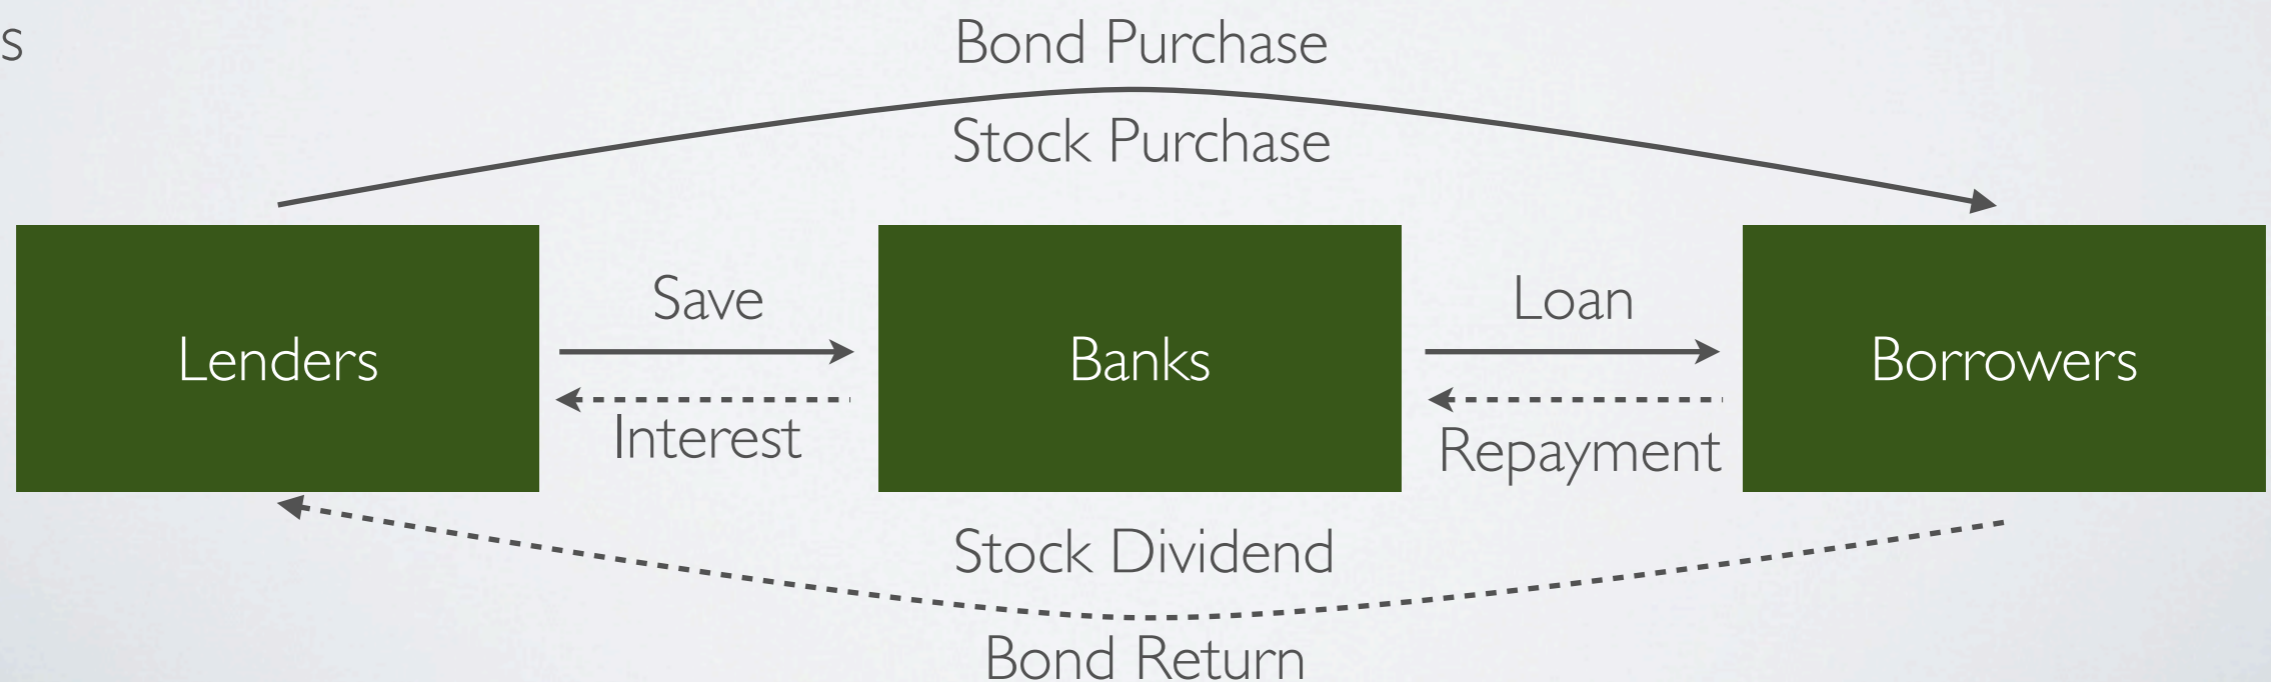 s
Bond Purchase
Stock Purchase
Lenders
Save
Interest
Banks
Loan
Repayment
Borrowers
Stock Dividend
Bond Return